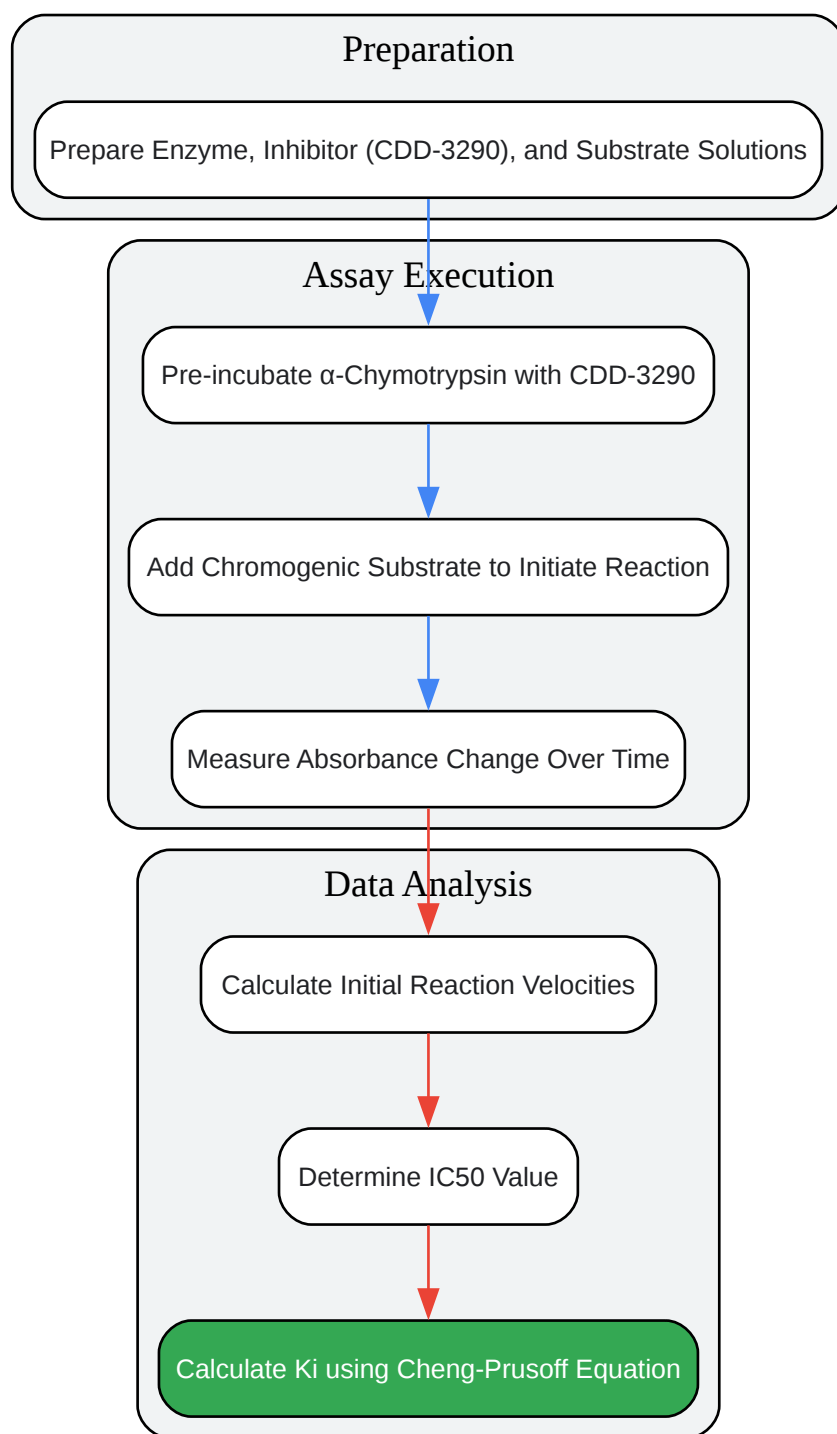 Preparation
Prepare Enzyme, Inhibitor (CDD-3290), and Substrate Solutions
Assay Execution
Pre-incubate α-Chymotrypsin with CDD-3290
Add Chromogenic Substrate to Initiate Reaction
Measure Absorbance Change Over Time
Data Analysis
Calculate Initial Reaction Velocities
Determine IC50 Value
Calculate Ki using Cheng-Prusoff Equation